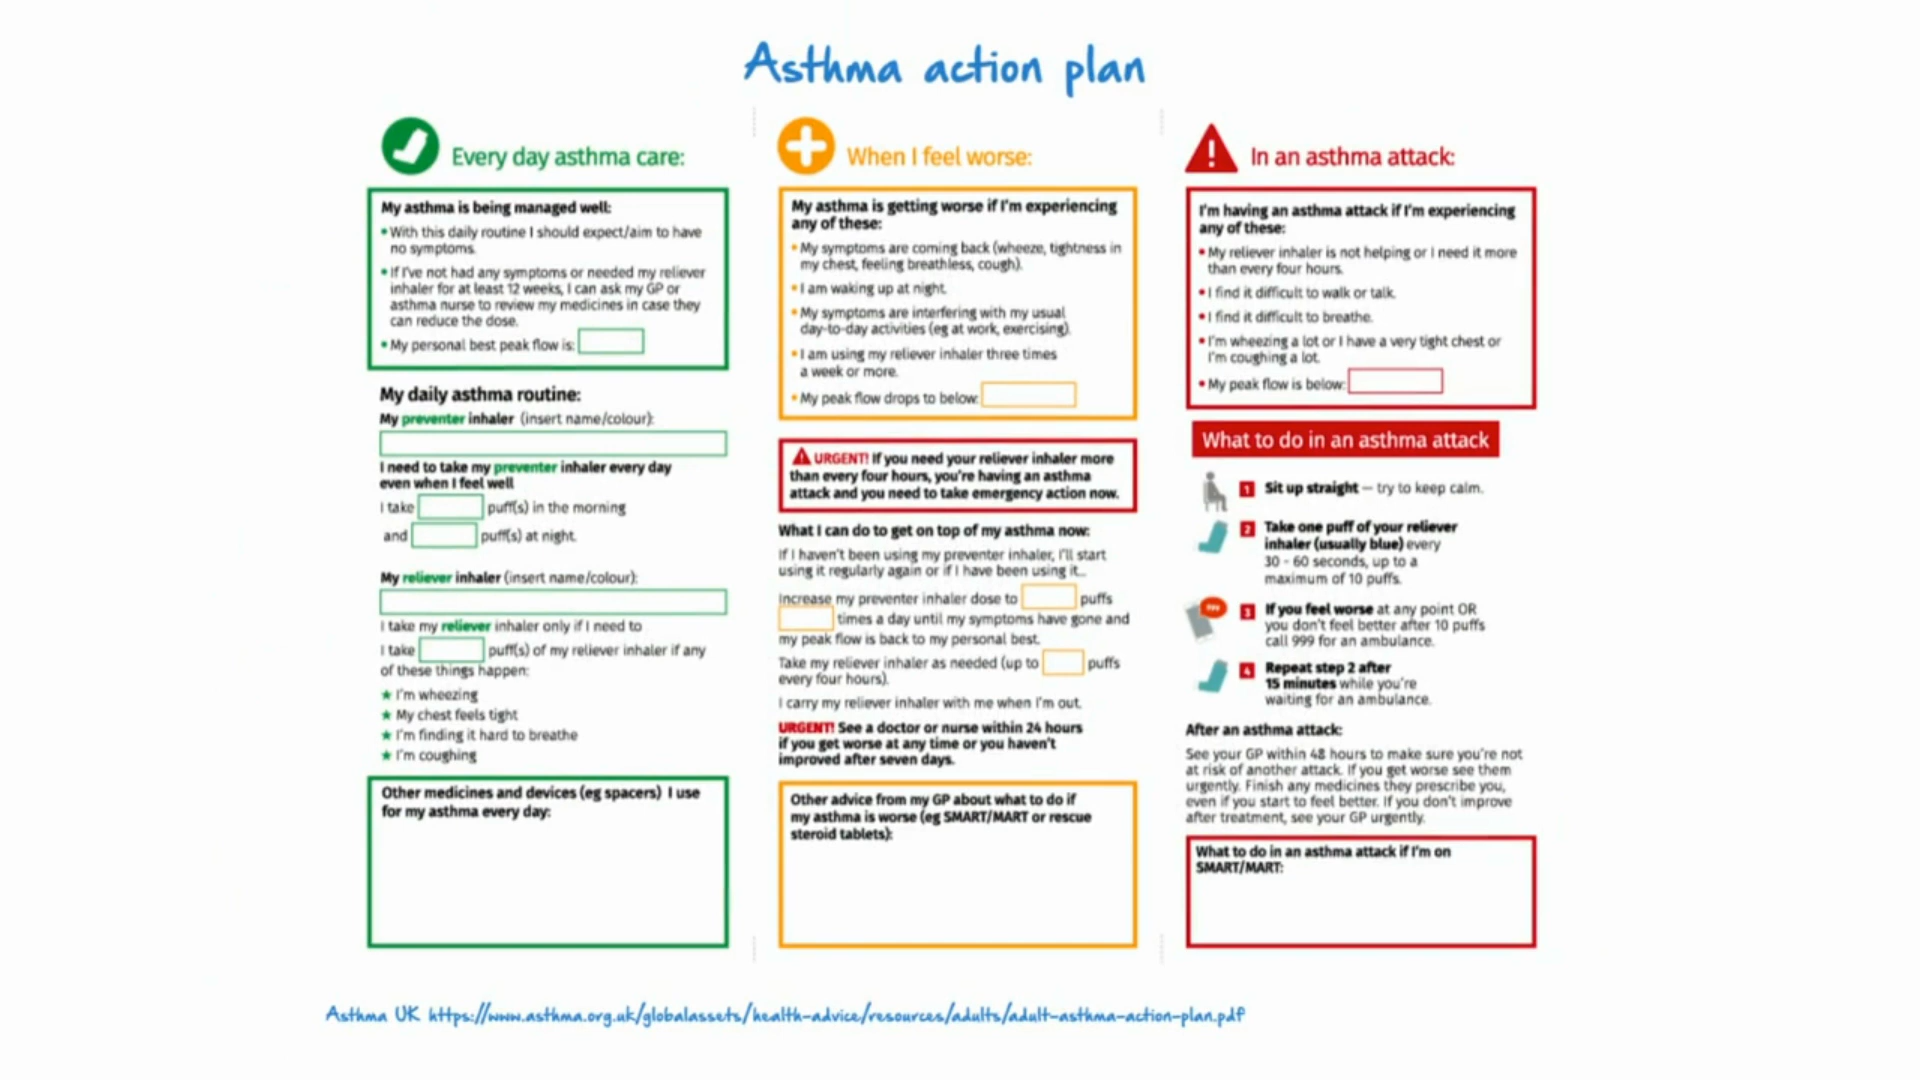 Asthma action plan
Every day asthma care:
My asthma is being managed well:
• With this daily routine I should expect/aim to have
no symptoms.
• If I've not had any symptoms or needed my reliever
inhaler for at least 12 weeks, I can ask my GP or
asthma nurse to review my medicines in case they
can reduce the dose.
• My personal best peak flow is:
My daily asthma routine:
My preventer inhaler (insert name/colour):
I need to take my preventer inhaler every day
even when I feel well
I take puff(s) in the morning
and puff(s) at night.
My reliever inhaler (insert name/colour):
I take my reliever inhaler only if I need to
I take puff(s) of my reliever inhaler if any
of these things happen:
★ I'm wheezing
★ My chest feels tight
★ I'm finding it hard to breathe
★ I'm coughing
Other medicines and devices (eg spacers) I use
for my asthma every day:
When I feel worse:
My asthma is getting worse if I'm experiencing
any of these:
• My symptoms are coming back (wheeze, tightness in
my chest, feeling breathless, cough).
• I am waking up at night.
• My symptoms are interfering with my usual
day-to-day activities (eg at work, exercising).
• I am using my reliever inhaler three times
a week or more.
• My peak flow drops to below:
URGENT! If you need your reliever inhaler more
than every four hours, you're having an asthma
attack and you need to take emergency action now.
What I can do to get on top of my asthma now:
If I haven't been using my preventer inhaler, I'll start
using it regularly again or if I have been using it...
Increase my preventer inhaler dose to puffs
times a day until my symptoms have gone and
my peak flow is back to my personal best.
Take my reliever inhaler as needed (up to puffs
every four hours).
I carry my reliever inhaler with me when I'm out.
URGENT! See a doctor or nurse within 24 hours
if you get worse at any time or you haven't
improved after seven days.
Other advice from my GP about what to do if
my asthma is worse (eg SMART/MART or rescue
steroid tablets):
In an asthma attack:
I'm having an asthma attack if I'm experiencing
any of these:
• My reliever inhaler is not helping or I need it more
than every four hours.
• I find it difficult to walk or talk.
• I find it difficult to breathe.
• I'm wheezing a lot or I have a very tight chest or
I'm coughing a lot.
• My peak flow is below:
What to do in an asthma attack
1 Sit up straight — try to keep calm.
2 Take one puff of your reliever
inhaler (usually blue) every
30 - 60 seconds, up to a
maximum of 10 puffs.
999
3 If you feel worse at any point OR
you don't feel better after 10 puffs
call 999 for an ambulance.
4 Repeat step 2 after
15 minutes while you're
waiting for an ambulance.
After an asthma attack:
See your GP within 48 hours to make sure you're not
at risk of another attack. If you get worse see them
urgently. Finish any medicines they prescribe you,
even if you start to feel better. If you don't improve
after treatment, see your GP urgently.
What to do in an asthma attack if I'm on
SMART/MART:
Asthma UK https://www.asthma.org.uk/globalassets/health-advice/resources/adults/adult-asthma-action-plan.pdf